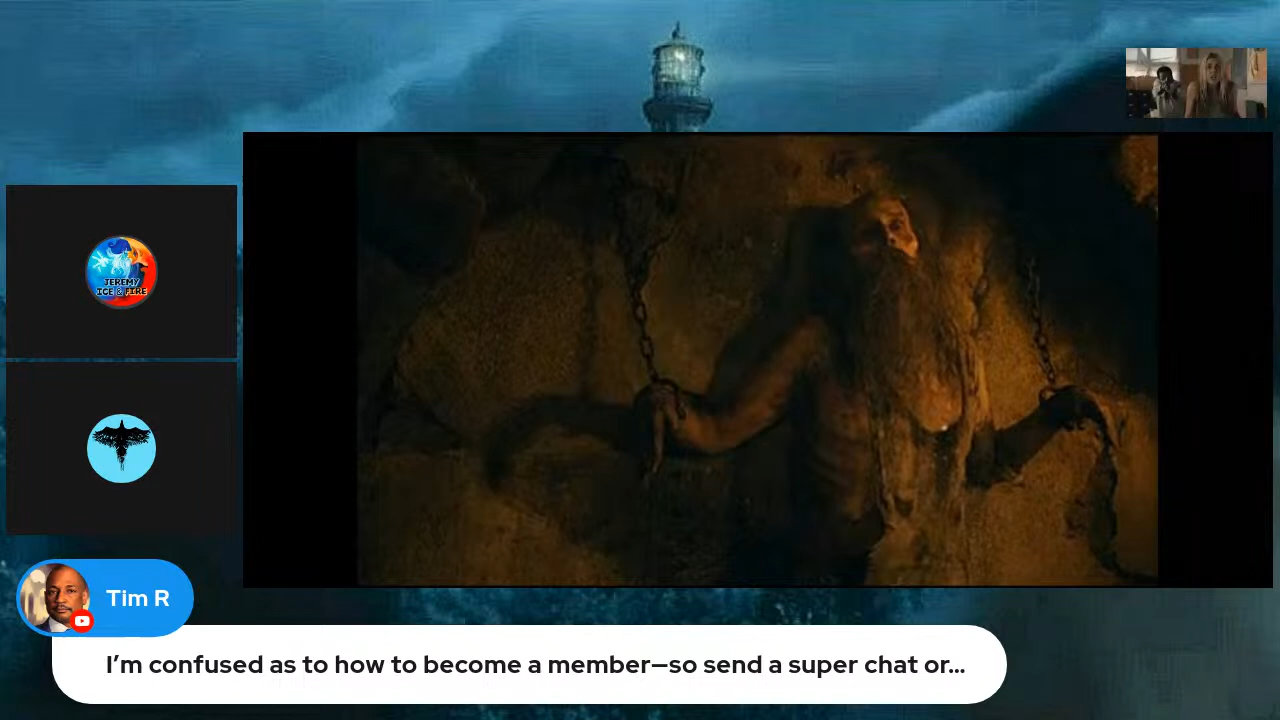 JEREMY
ICE & FIRE
Tim R
I'm confused as to how to become a member—so send a super chat or...